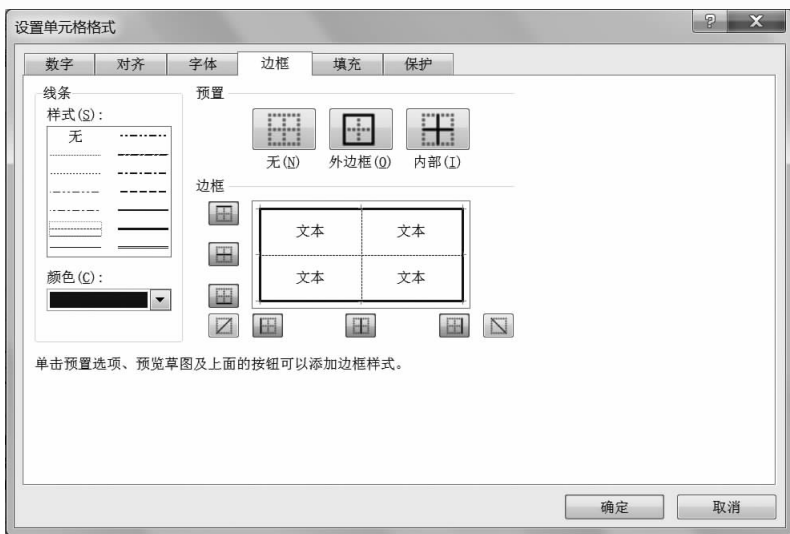 设置单元格格式
数字 对齐 字体 边框 填充 保护
线条
样式(S):
无
颜色(C):
预置
无(N) 外边框(O) 内部(I)
边框
文本 文本
文本 文本
单击预置选项、预览草图及上面的按钮可以添加边框样式。
确定 取消